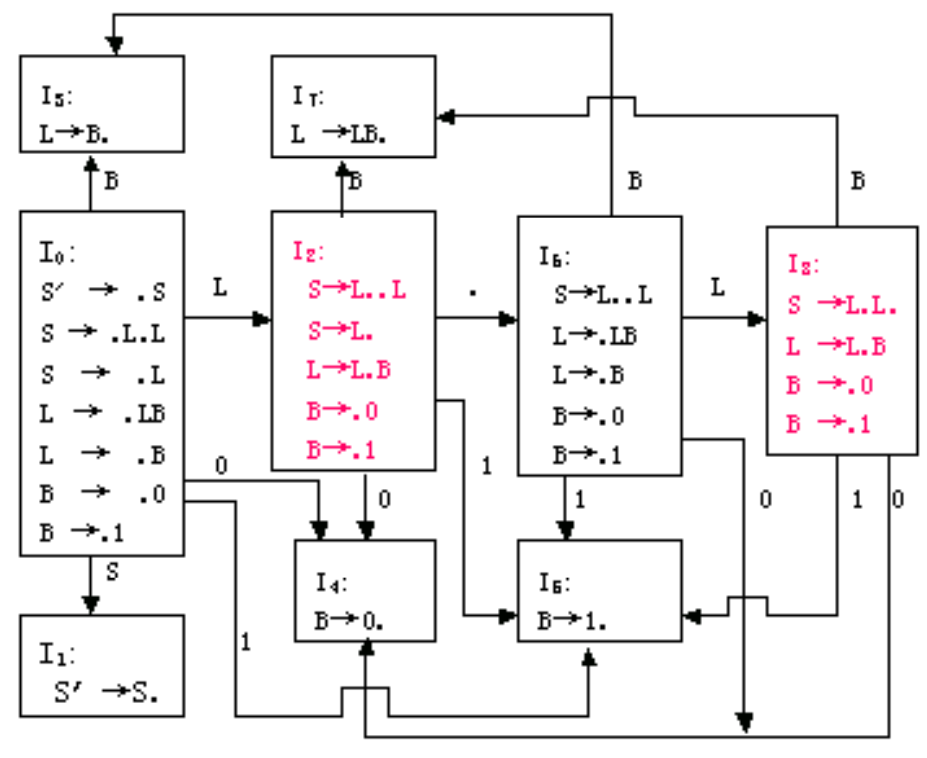 I₃:
L→B.
I₇:
L →LB.
B
B
B
B
I₀:
S′ → .S
S → .L.L
S → .L
L → .LB
L → .B
B → .0
B →.1
L
I₂:
S→L..L
S→L.
L→L.B
B→.0
B→.1
.
I₆:
S→L..L
L→.LB
L→.B
B→.0
B→.1
L
I₈:
S →L.L.
L →L.B
B →.0
B →.1
0
1
0
1
0
1
0
S
I₄:
B→0.
I₅:
B→1.
1
I₁:
S′ →S.